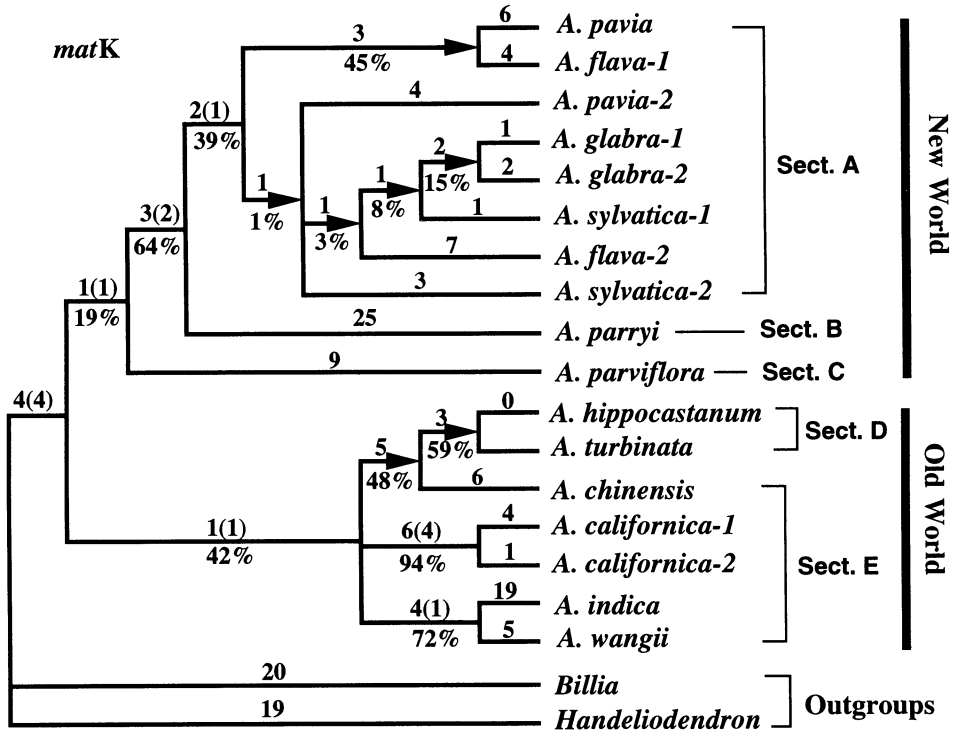 matK
6
A. pavia
3
45%
4
A. flava-1
4
A. pavia-2
2(1)
39%
1
A. glabra-1
2
15%
2
A. glabra-2
Sect. A
1
1%
1
8%
1
A. sylvatica-1
1
3%
7
A. flava-2
3(2)
64%
3
A. sylvatica-2
New World
1(1)
19%
25
A. parryi
Sect. B
9
A. parviflora
Sect. C
4(4)
0
A. hippocastanum
3
59%
A. turbinata
Sect. D
5
48%
6
A. chinensis
1(1)
42%
4
A. californica-1
6(4)
94%
1
A. californica-2
Sect. E
Old World
19
A. indica
4(1)
72%
5
A. wangii
20
Billia
19
Handeliodendron
Outgroups